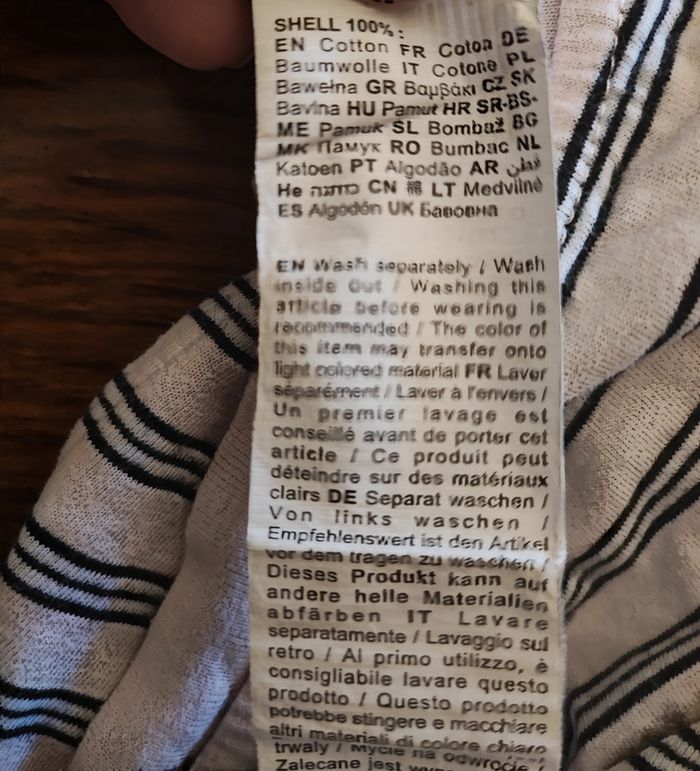 SHELL 100%:
EN Cotton FR Coton DE
Baumwolle IT Cotone PL
Bawełna GR Βαμβάκι CZ SK
Bavlna HU Pamut HR SR-BS-
ME Pamuk SL Bombaž BG
MK Памук RO Bumbac NL
Katoen PT Algodão AR قطن
He כותנה CN 棉 LT Medvilnė
ES Algodón UK Бавовна
EN Wash separately / Wash
inside out / Washing this
article before wearing is
recommended / The color of
this item may transfer onto
light colored material FR Laver
séparément / Laver à l'envers /
Un premier lavage est
conseillé avant de porter cet
article / Ce produit peut
déteindre sur des matériaux
clairs DE Separat waschen /
Von links waschen /
Empfehlenswert ist den Artikel
vor dem tragen zu waschen /
Dieses Produkt kann auf
andere helle Materialien
abfärben IT Lavare
separatamente / Lavaggio sul
retro / Al primo utilizzo, è
consigliabile lavare questo
prodotto / Questo prodotto
potrebbe stingere e macchiare
altri materiali di colore chiaro
trwały / Mycie na odwrocie /
Zalecane jest